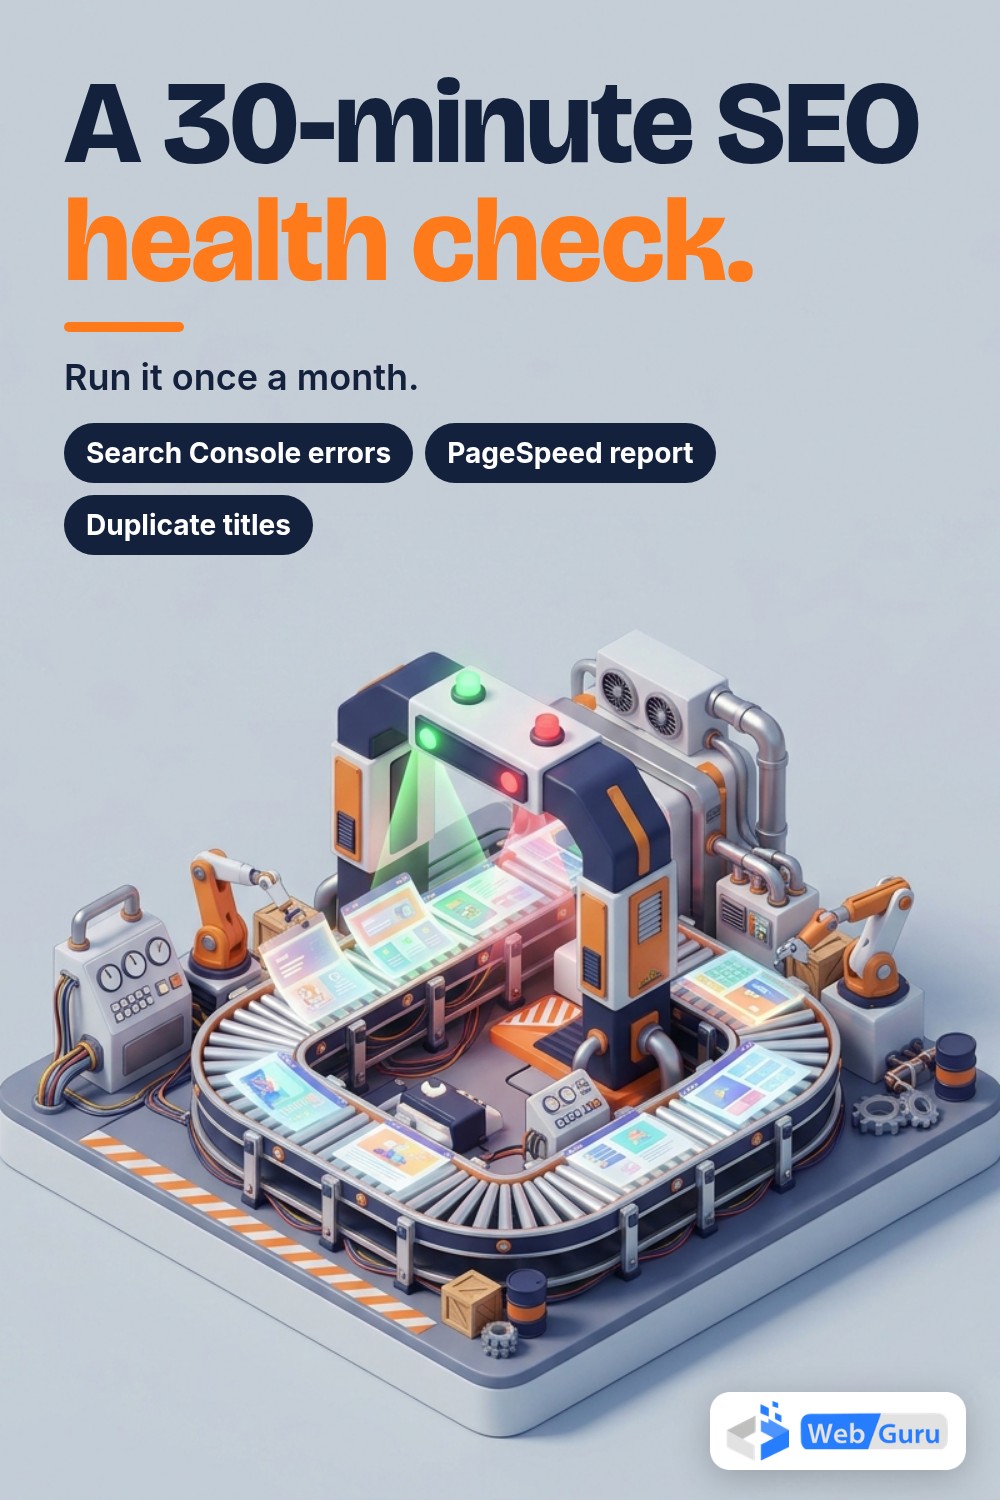 A 30-minute SEO
health check.
Run it once a month.
Search Console errors
PageSpeed report
Duplicate titles
Web Guru